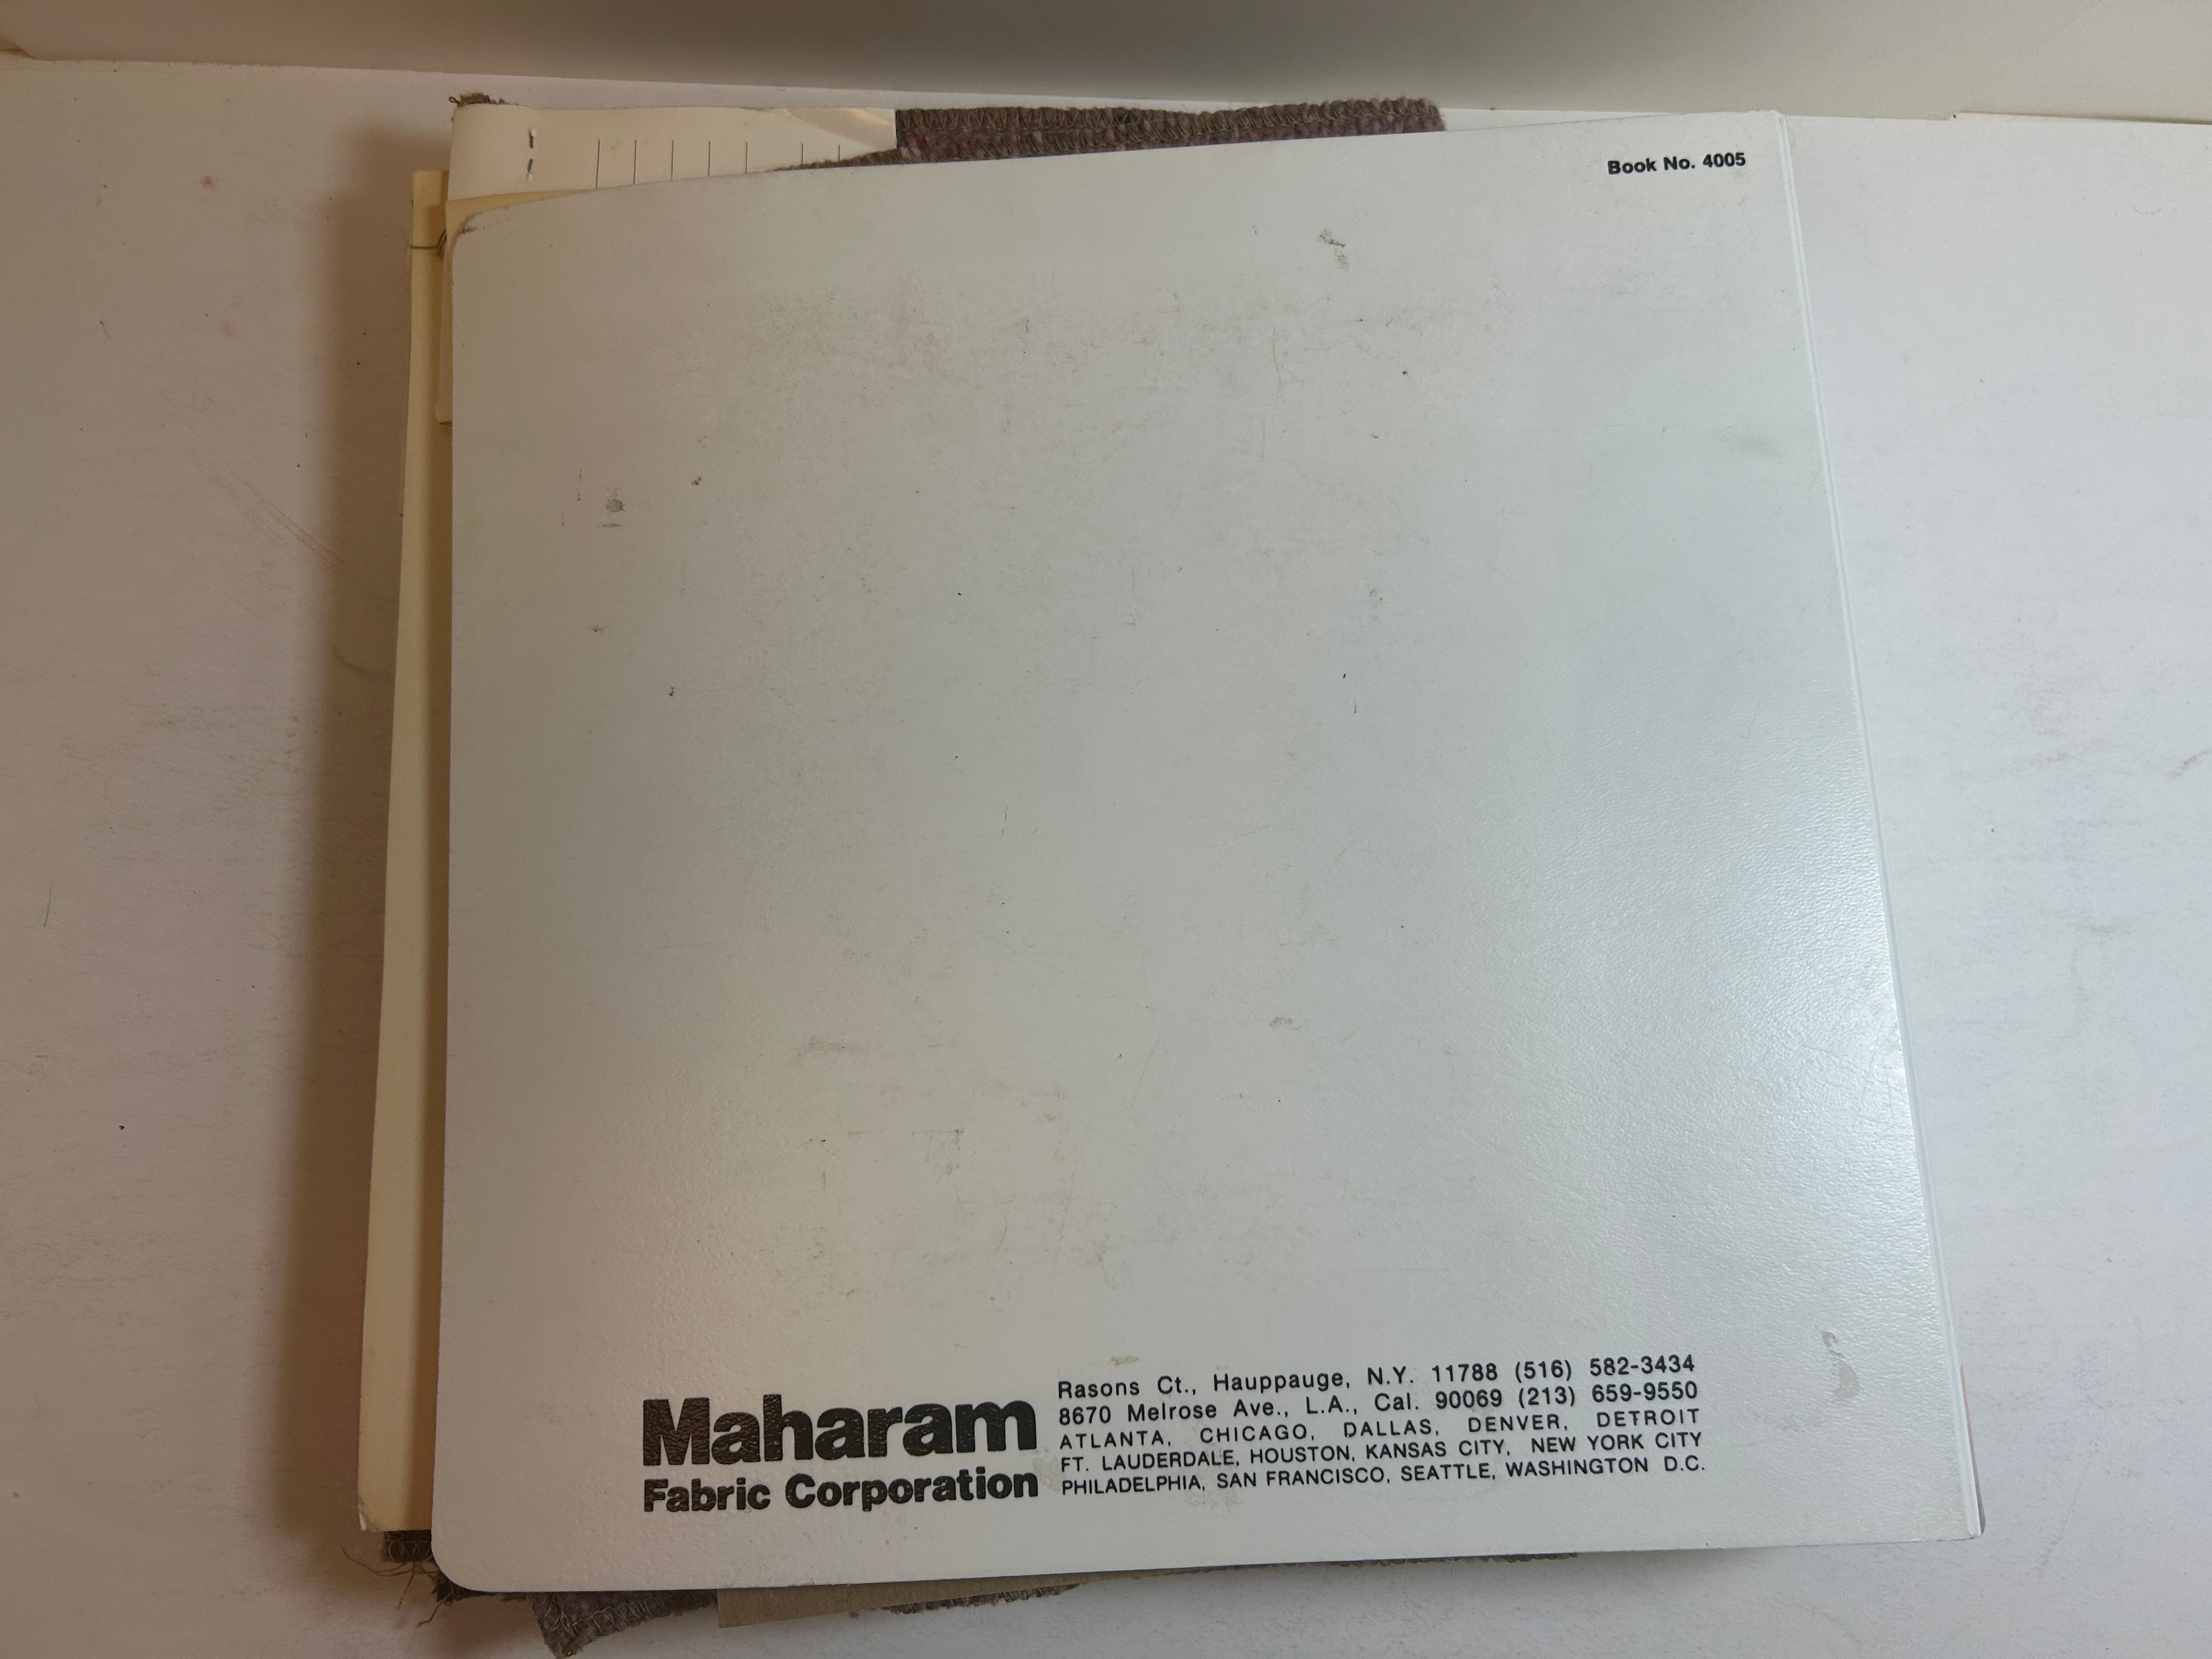 Book No. 4005
Maharam
Fabric Corporation
Rasons Ct., Hauppauge, N.Y. 11788 (516) 582-3434
8670 Melrose Ave., L.A., Cal. 90069 (213) 659-9550
ATLANTA, CHICAGO, DALLAS, DENVER, DETROIT
FT. LAUDERDALE, HOUSTON, KANSAS CITY, NEW YORK CITY
PHILADELPHIA, SAN FRANCISCO, SEATTLE, WASHINGTON D.C.